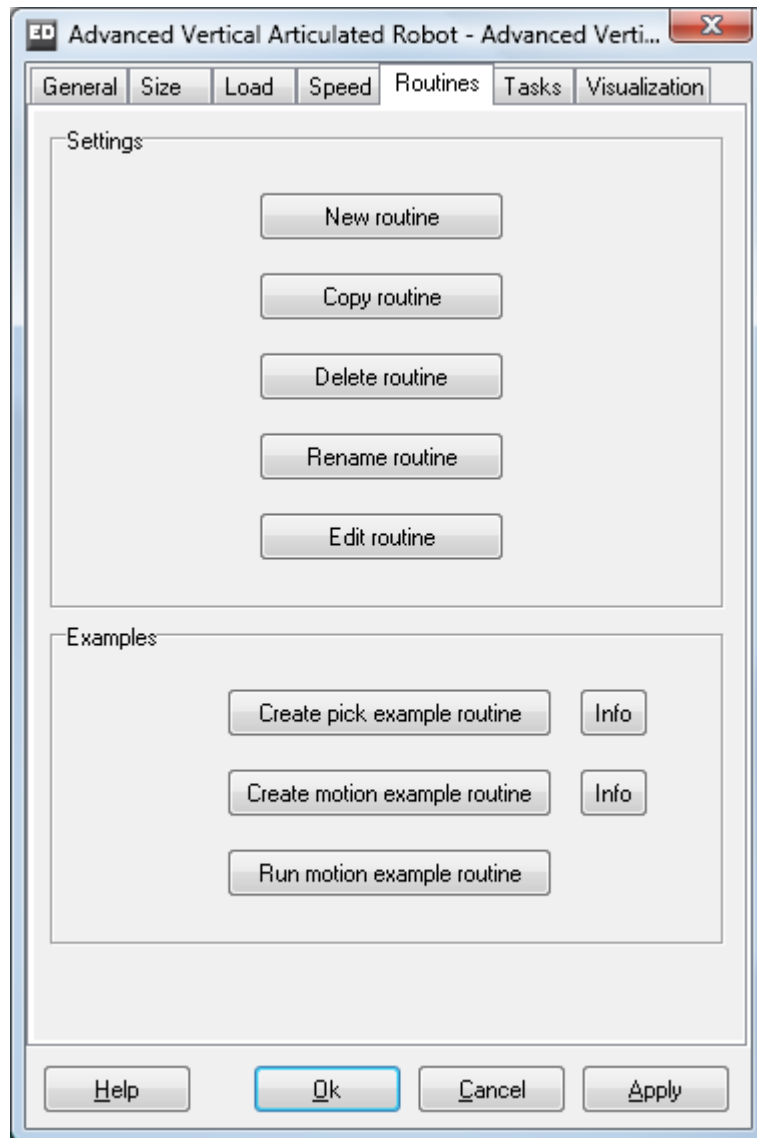 ED Advanced Vertical Articulated Robot - Advanced Verti... X
General Size Load Speed Routines Tasks Visualization
Settings
New routine
Copy routine
Delete routine
Rename routine
Edit routine
Examples
Create pick example routine Info
Create motion example routine Info
Run motion example routine
Help Ok Cancel Apply